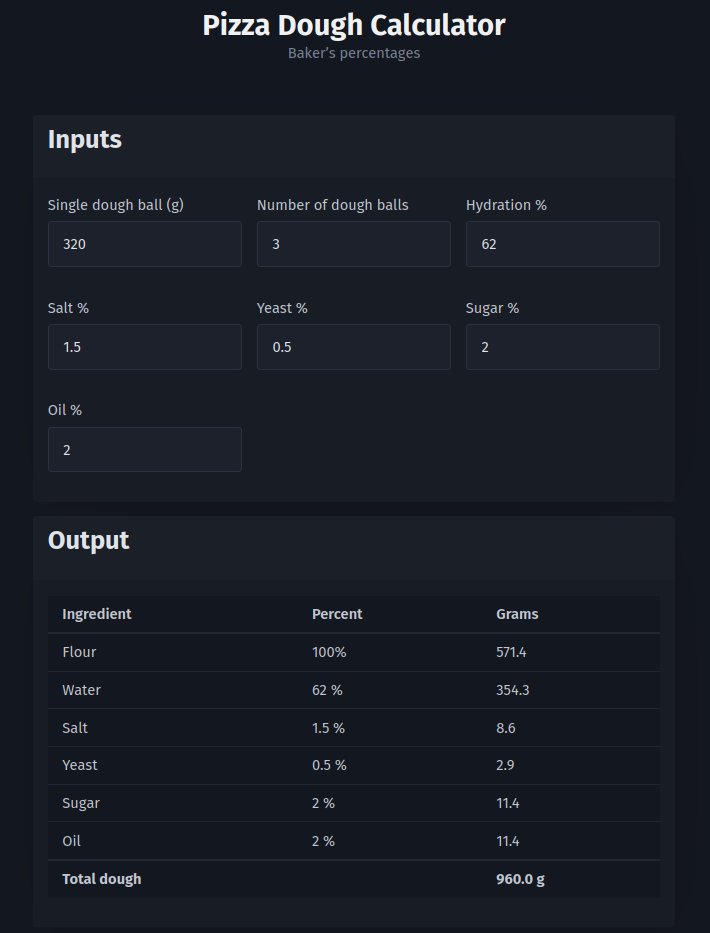 Pizza Dough Calculator
Baker’s percentages
Inputs
Single dough ball (g) Number of dough balls Hydration %
320 3 62
Salt % Yeast % Sugar %
1.5 0.5 2
Oil %
2
Output
Ingredient Percent Grams
Flour 100% 571.4
Water 62 % 354.3
Salt 1.5 % 8.6
Yeast 0.5 % 2.9
Sugar 2 % 11.4
Oil 2 % 11.4
Total dough 960.0 g